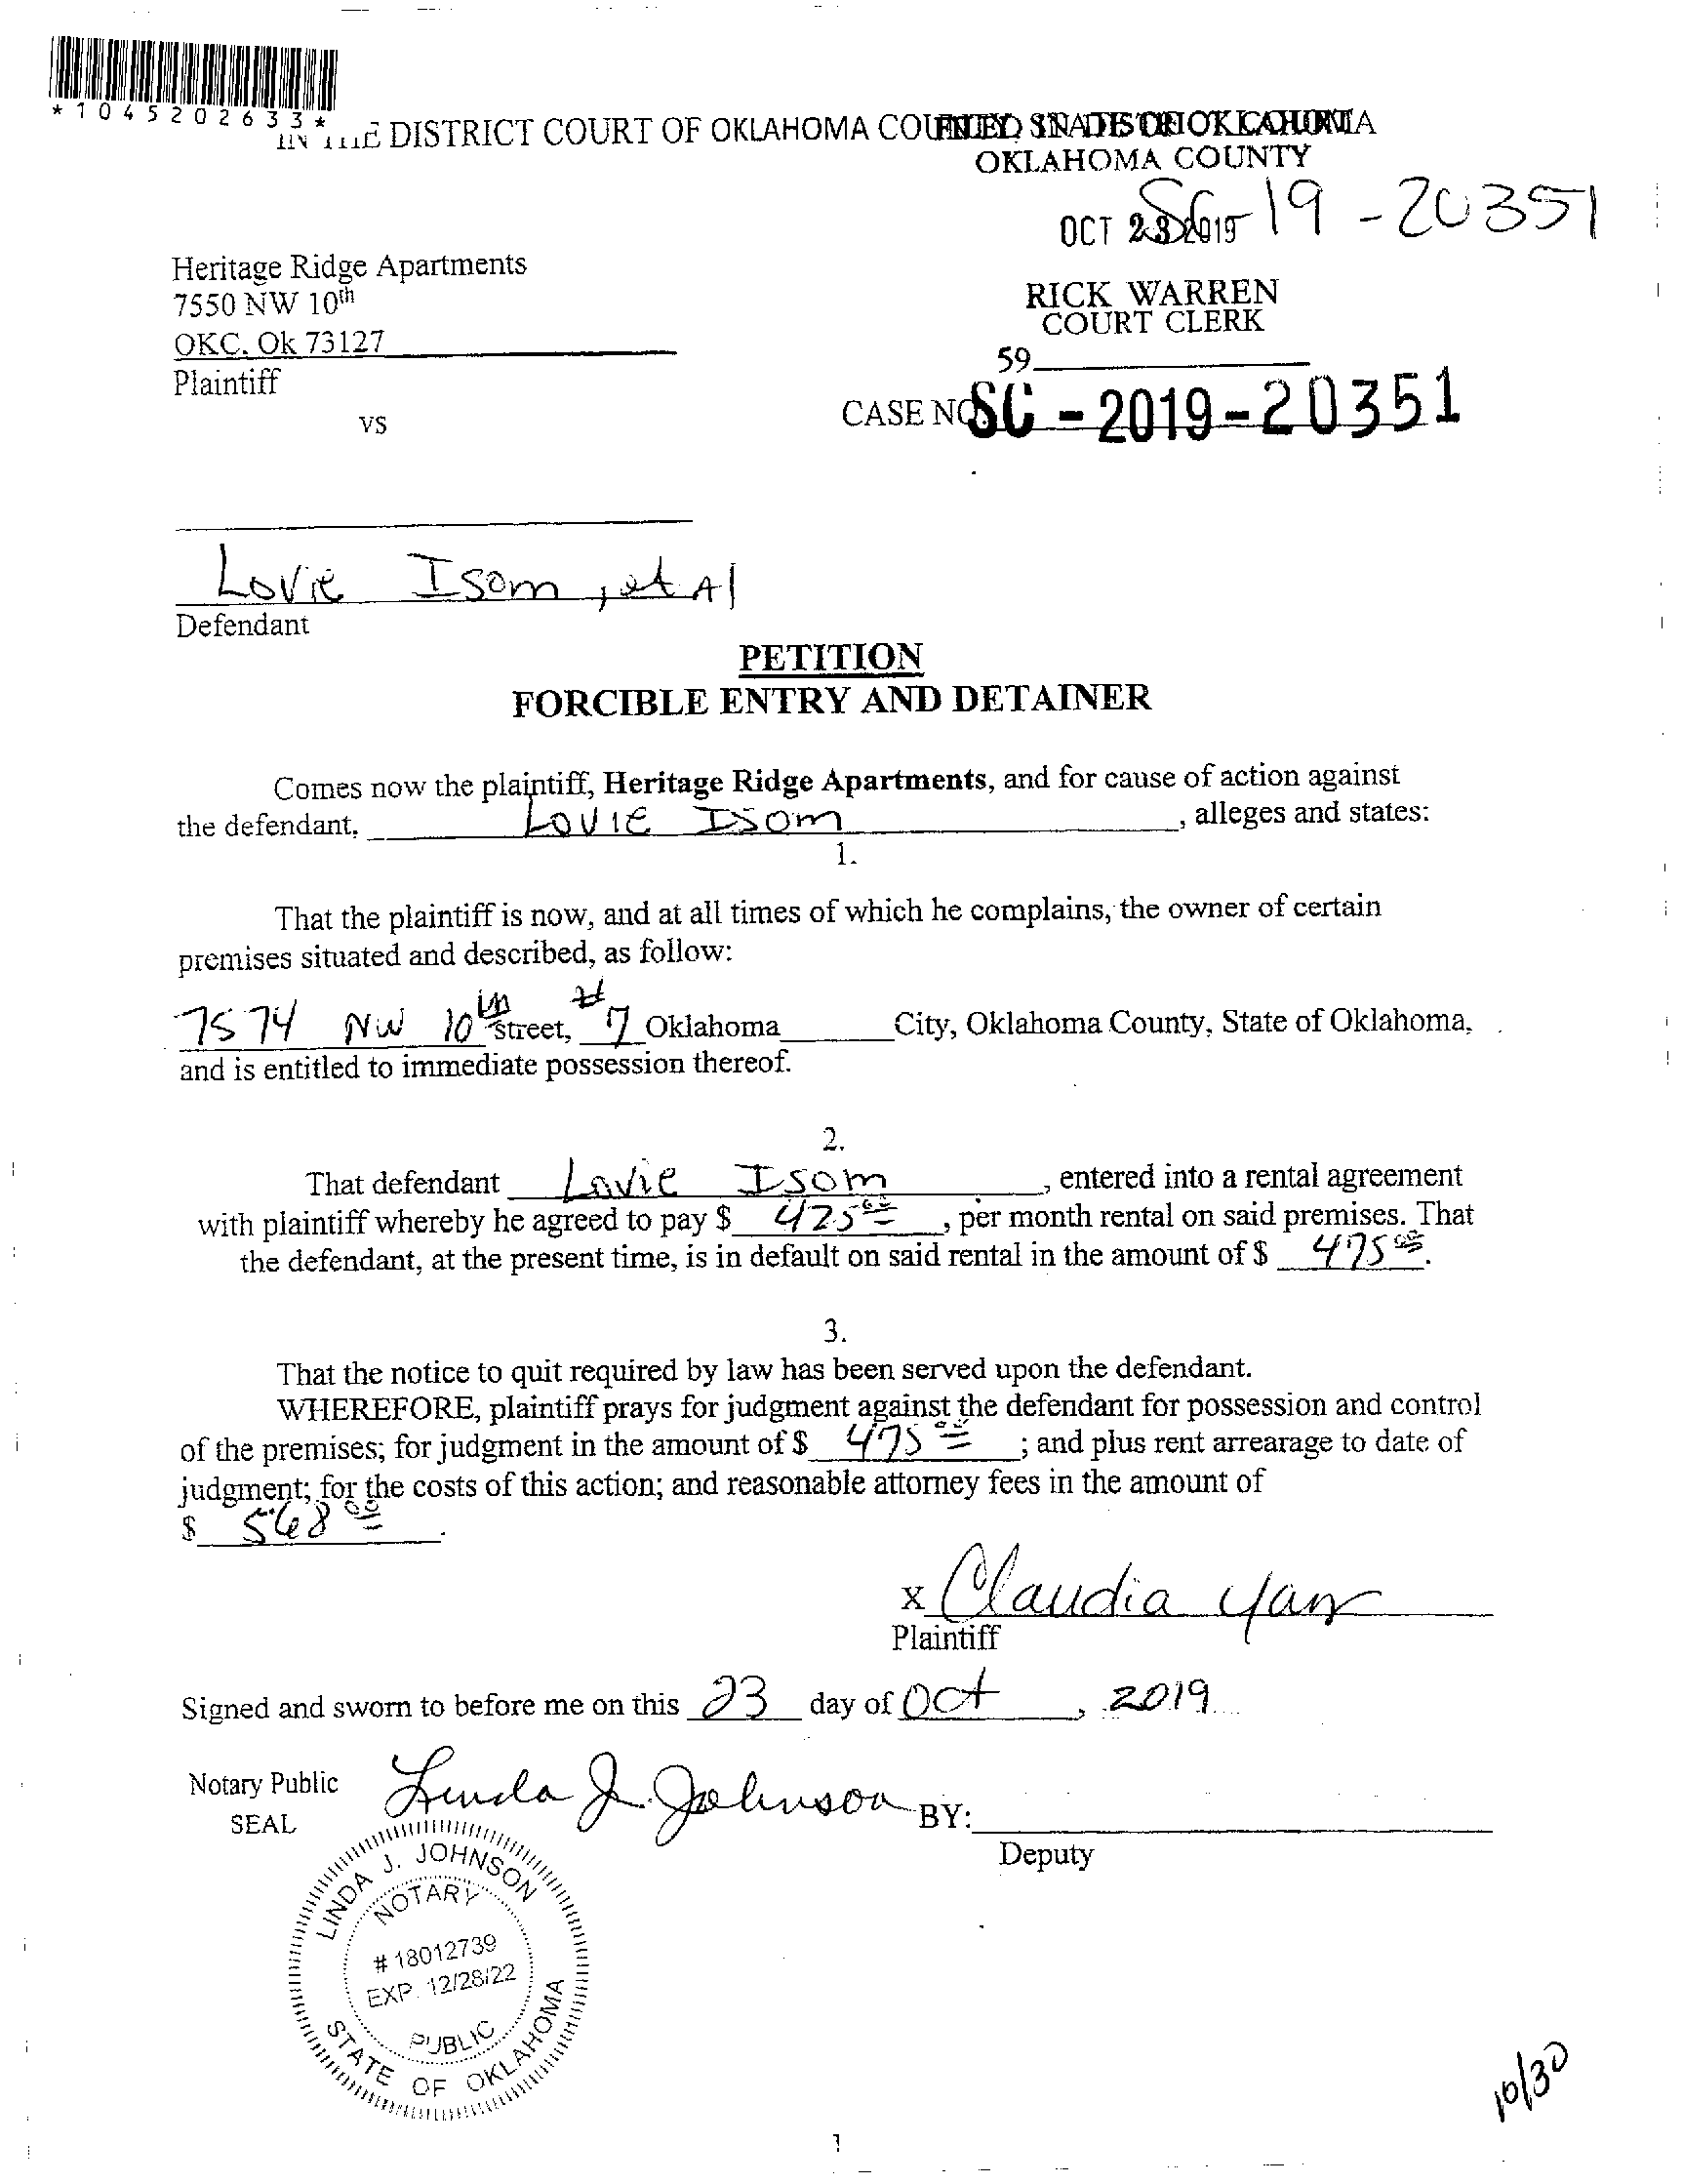 *1045202633*
IN THE DISTRICT COURT OF OKLAHOMA COUNTY, STATE OF OKLAHOMA
FILED IN DISTRICT COURT
OKLAHOMA COUNTY
SC-19-20351
OCT 23 2019
Heritage Ridge Apartments
7550 NW 10th
RICK WARREN
COURT CLERK
OKC, Ok 73127
59
Plaintiff
CASE NO. SC-2019-20351
VS
Lovie Isom, et Al
Defendant
PETITION
FORCIBLE ENTRY AND DETAINER
Comes now the plaintiff, Heritage Ridge Apartments, and for cause of action against
the defendant, Lovie Isom, alleges and states:
1.
That the plaintiff is now, and at all times of which he complains, the owner of certain
premises situated and described, as follow:
7574 NW 10th street, #7 Oklahoma City, Oklahoma County, State of Oklahoma,
and is entitled to immediate possession thereof.
2.
That defendant Lovie Isom, entered into a rental agreement
with plaintiff whereby he agreed to pay $ 425 00, per month rental on said premises. That
the defendant, at the present time, is in default on said rental in the amount of $ 475 00.
3.
That the notice to quit required by law has been served upon the defendant.
WHEREFORE, plaintiff prays for judgment against the defendant for possession and control
of the premises; for judgment in the amount of $ 475 00; and plus rent arrearage to date of
judgment; for the costs of this action; and reasonable attorney fees in the amount of
$ 568 00.
x Claudia
Plaintiff
Signed and sworn to before me on this 23 day of Oct, 2019
Notary Public Linda J. Johnson BY:
SEAL
Deputy
LINDA J. JOHNSON
NOTARY
# 18012739
EXP. 12/28/22
PUBLIC
STATE OF OKLAHOMA
10/30
1